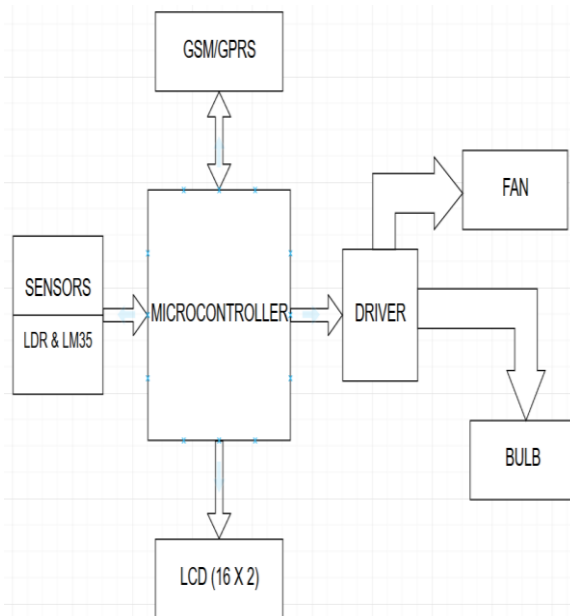 GSM/GPRS
FAN
SENSORS
LDR & LM35
MICROCONTROLLER
DRIVER
BULB
LCD (16 X 2)